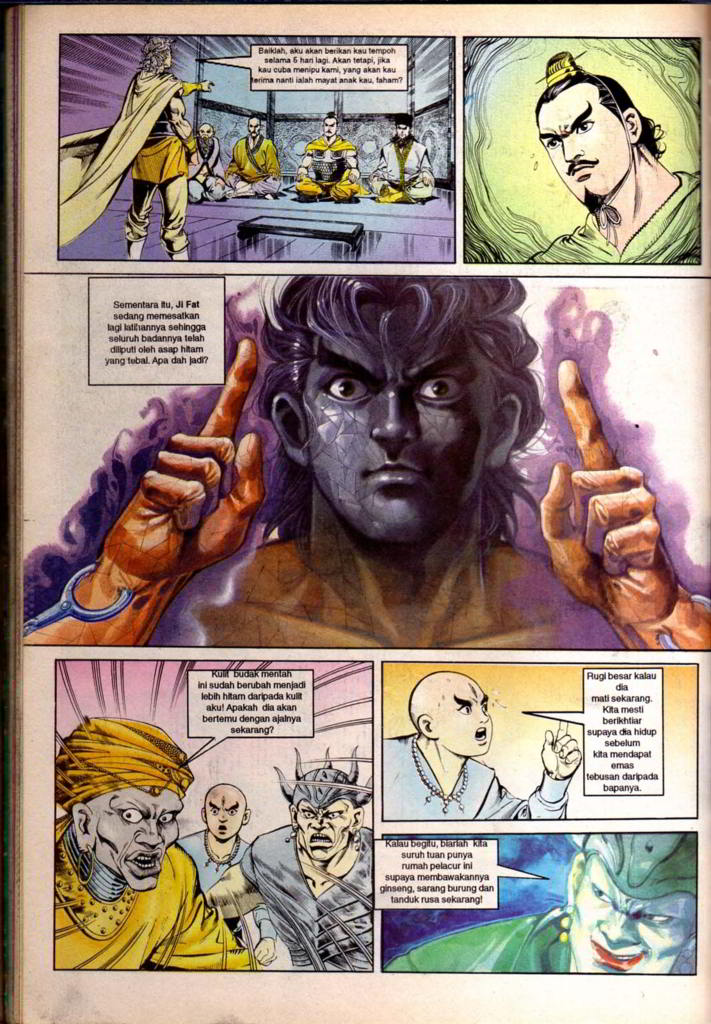 Baiklah, aku akan berikan kau tempoh
selama 5 hari lagi. Akan tetapi, jika
kau cuba menipu kami, yang akan kau
terima nanti ialah mayat anak kau, faham?
Sementara itu, Ji Fat
sedang memesatkan
lagi latihannya sehingga
seluruh badannya telah
diliputi oleh asap hitam
yang tebal. Apa dah jadi?
Kulit budak mentah
ini sudah berubah menjadi
lebih hitam daripada kulit
aku! Apakah dia akan
bertemu dengan ajalnya
sekarang?
Rugi besar kalau
dia
mati sekarang.
Kita mesti
berikhtiar
supaya dia hidup
sebelum
kita mendapat
emas
tebusan daripada
bapanya.
Kalau begitu, biarlah kita
suruh tuan punya
rumah pelacur ini
supaya membawakannya
ginseng, sarang burung dan
tanduk rusa sekarang!